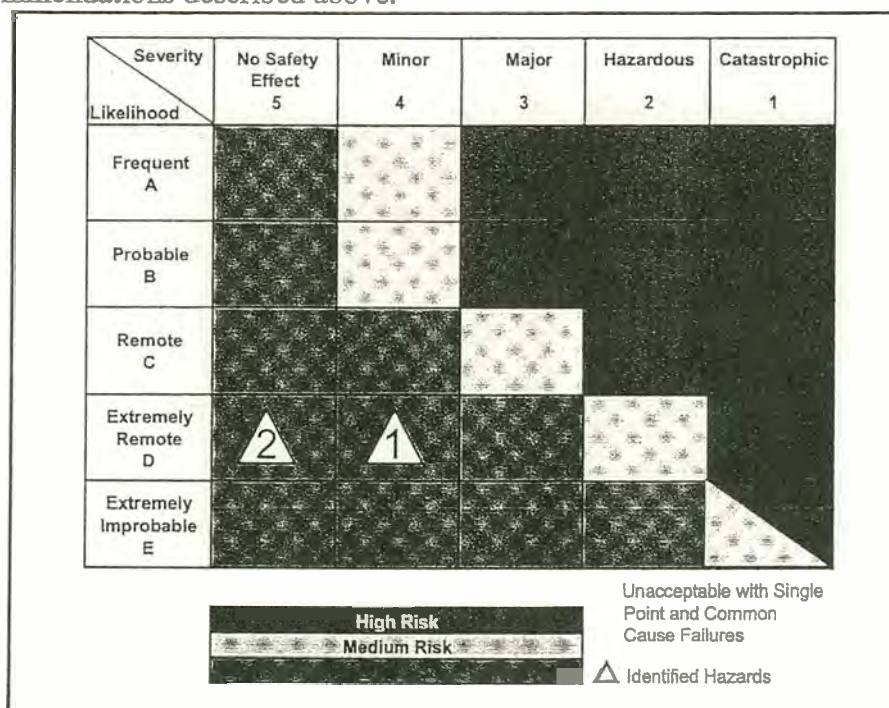 Severity
Likelihood
No Safety
Effect
5
Minor
4
Major
3
Hazardous
2
Catastrophic
1
Frequent
A
Probable
B
Remote
C
Extremely
Remote
D
2
1
Extremely
Improbable
E
High Risk
Medium Risk
Unacceptable with Single
Point and Common
Cause Failures
Identified Hazards